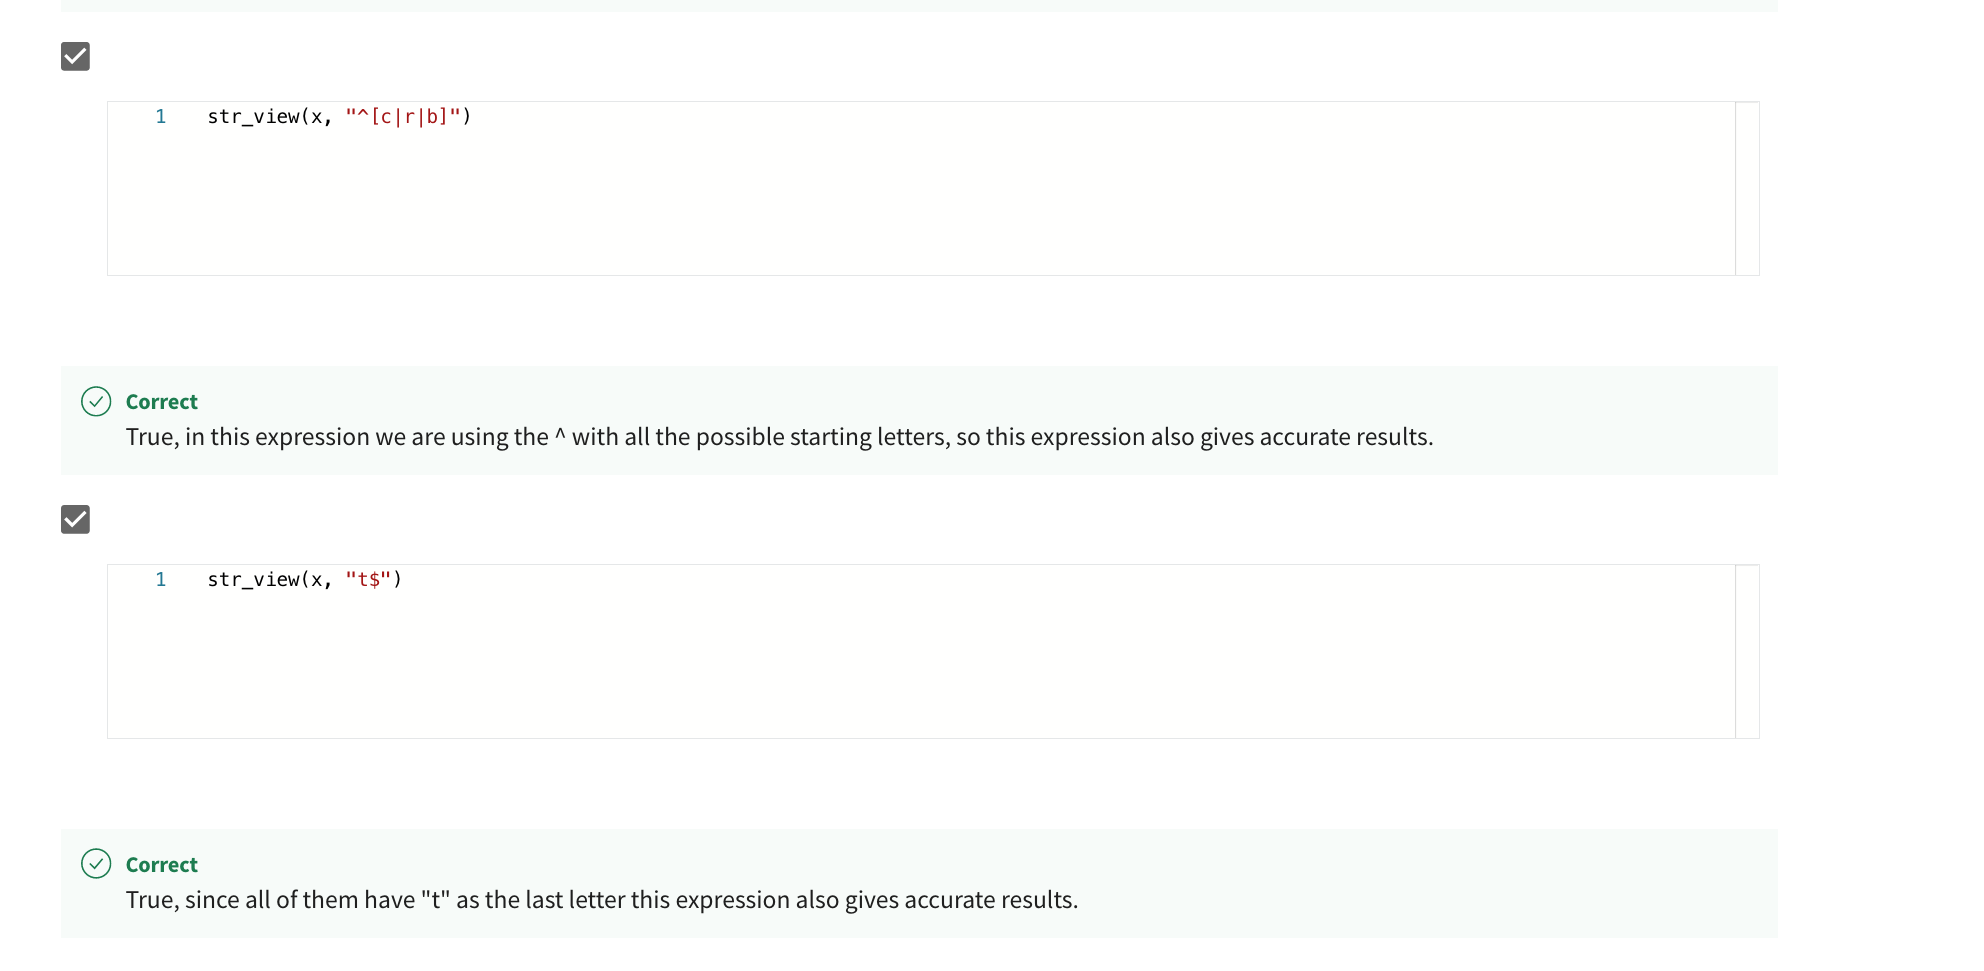 1 str_view(x, "^[c|r|b]")
Correct
True, in this expression we are using the ^ with all the possible starting letters, so this expression also gives accurate results.
1 str_view(x, "t$")
Correct
True, since all of them have "t" as the last letter this expression also gives accurate results.